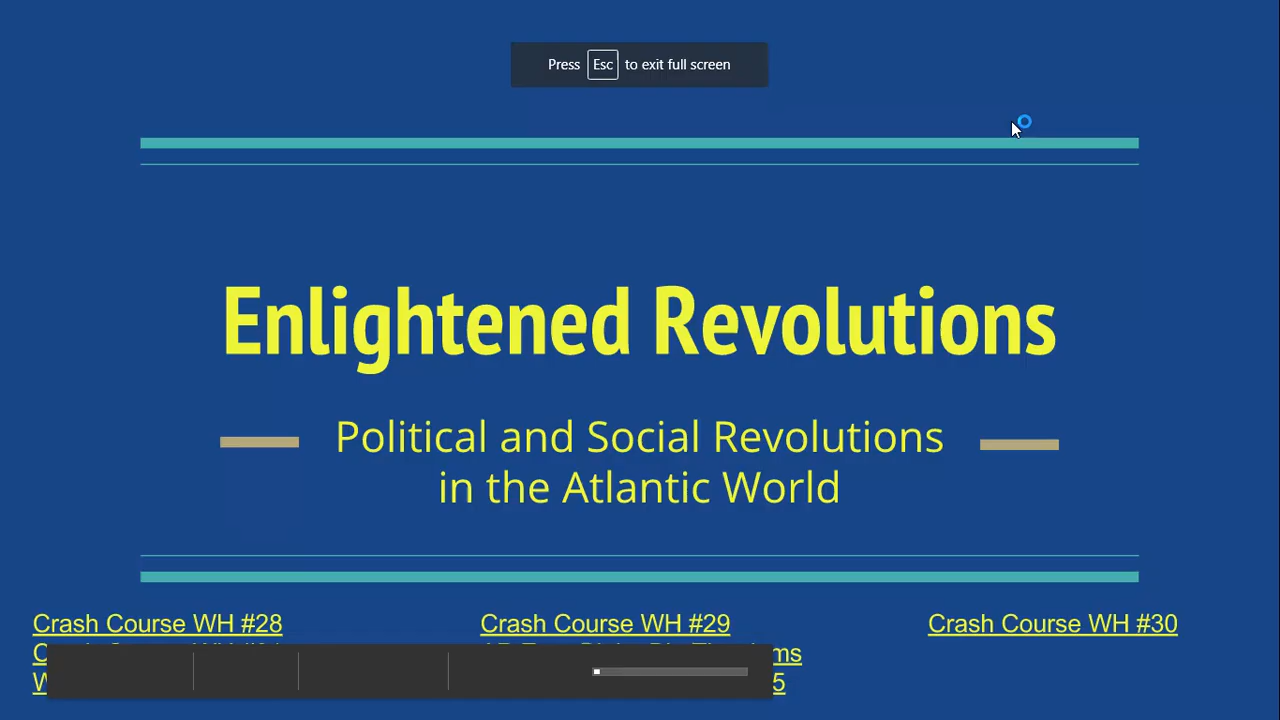 Press Esc to exit full screen
Enlightened Revolutions
Political and Social Revolutions
in the Atlantic World
Crash Course WH #28
Crash Course WH #29
Crash Course WH #30